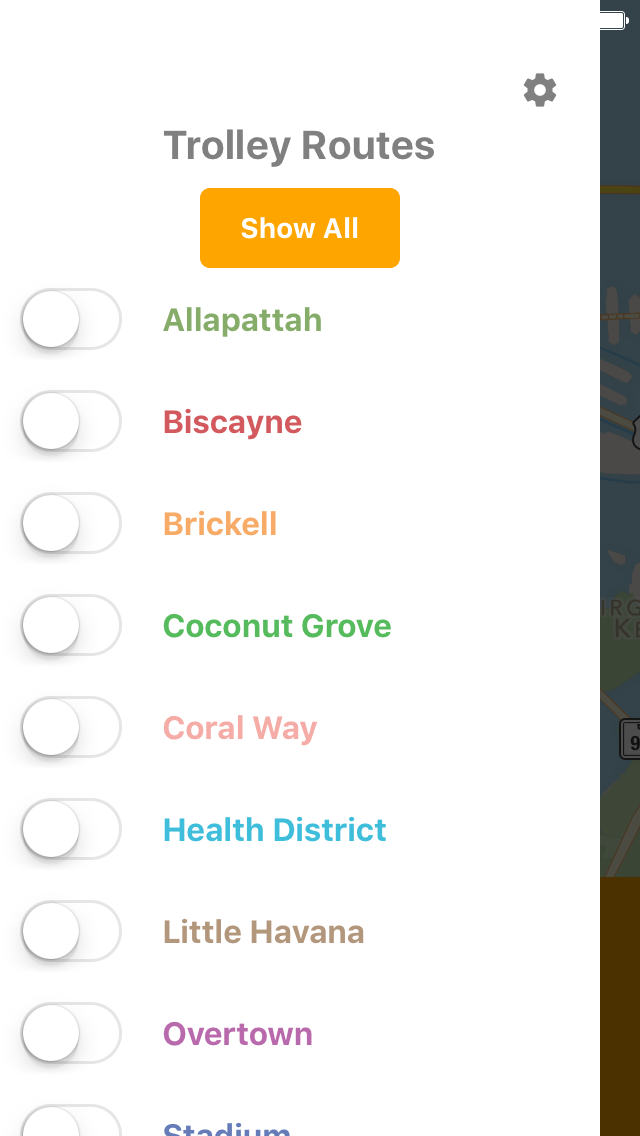 Trolley Routes
Show All
Allapattah
Biscayne
Brickell
Coconut Grove
Coral Way
Health District
Little Havana
Overtown
Stadium